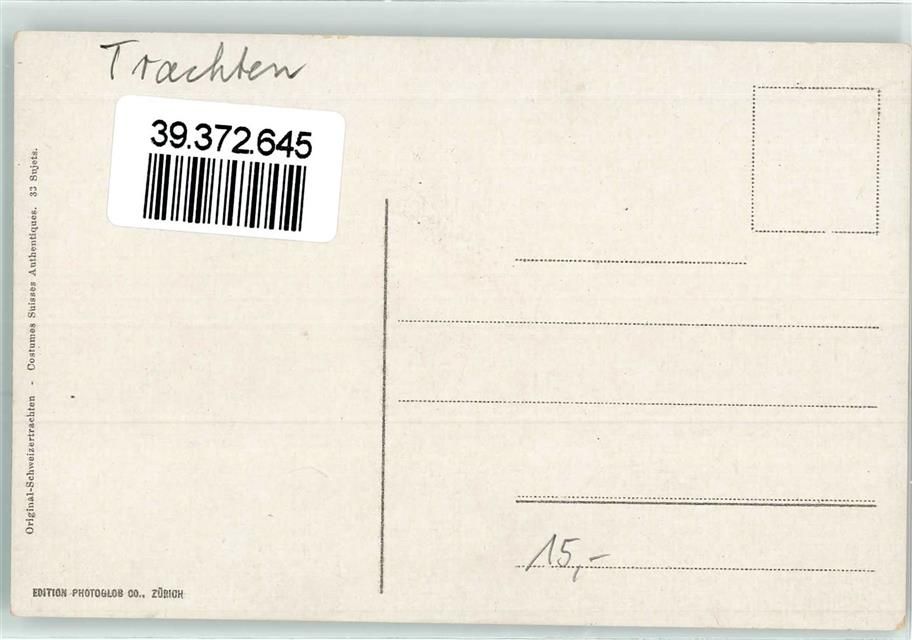 Trachten
39.372.645
Original-Schweizertrachten - Costumes Suisses Authentiques. 33 Sujets.
15,-
EDITION PHOTOGLOB CO., ZÜRICH